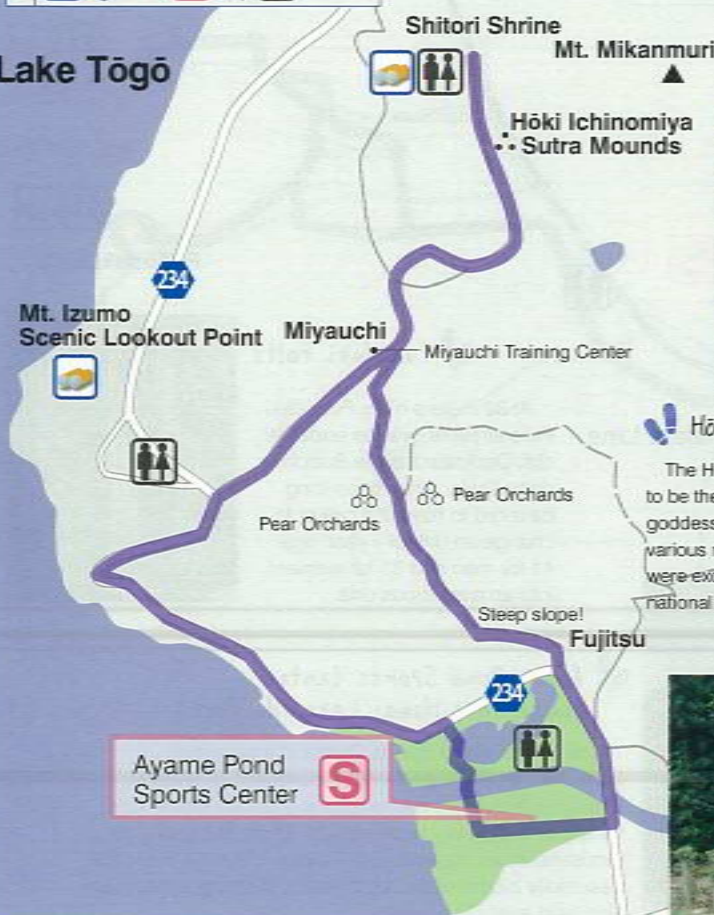 Shitori Shrine
Mt. Mikanmuri
Lake Tōgō
Hōki Ichinomiya
Sutra Mounds
234
Mt. Izumo
Scenic Lookout Point
Miyauchi
Miyauchi Training Center
The H
to be the
goddess
various
were exi
national
Pear Orchards
Pear Orchards
Steep slope!
Fujitsu
234
Ayame Pond
Sports Center
S